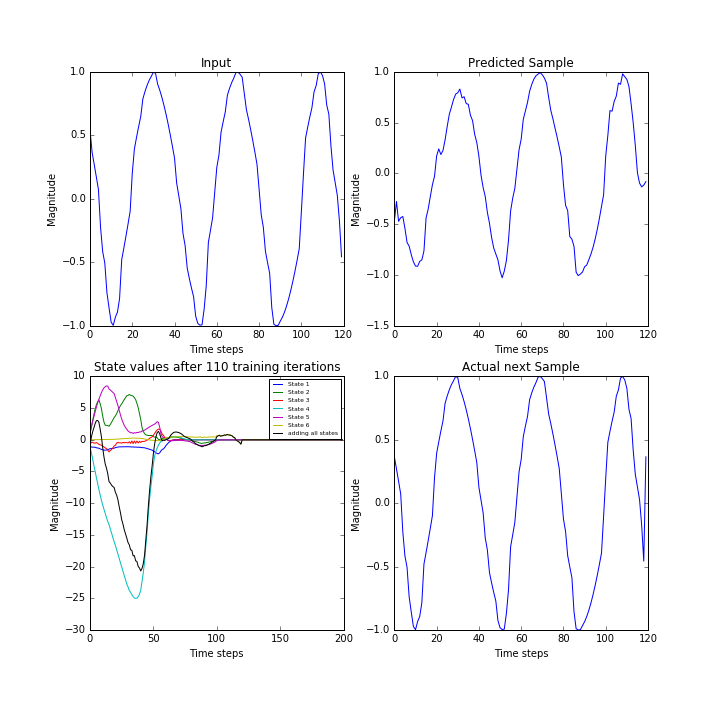 Input
1.0
0.5
0.0
−0.5
−1.0
Magnitude
0 20 40 60 80 100 120
Time steps
Predicted Sample
1.0
0.5
0.0
−0.5
−1.0
−1.5
Magnitude
0 20 40 60 80 100 120
Time steps
State values after 110 training iterations
10
5
0
−5
−10
−15
−20
−25
−30
Magnitude
State 1
State 2
State 3
State 4
State 5
State 6
adding all states
0 50 100 150 200
Time steps
Actual next Sample
1.0
0.5
0.0
−0.5
−1.0
Magnitude
0 20 40 60 80 100 120
Time steps